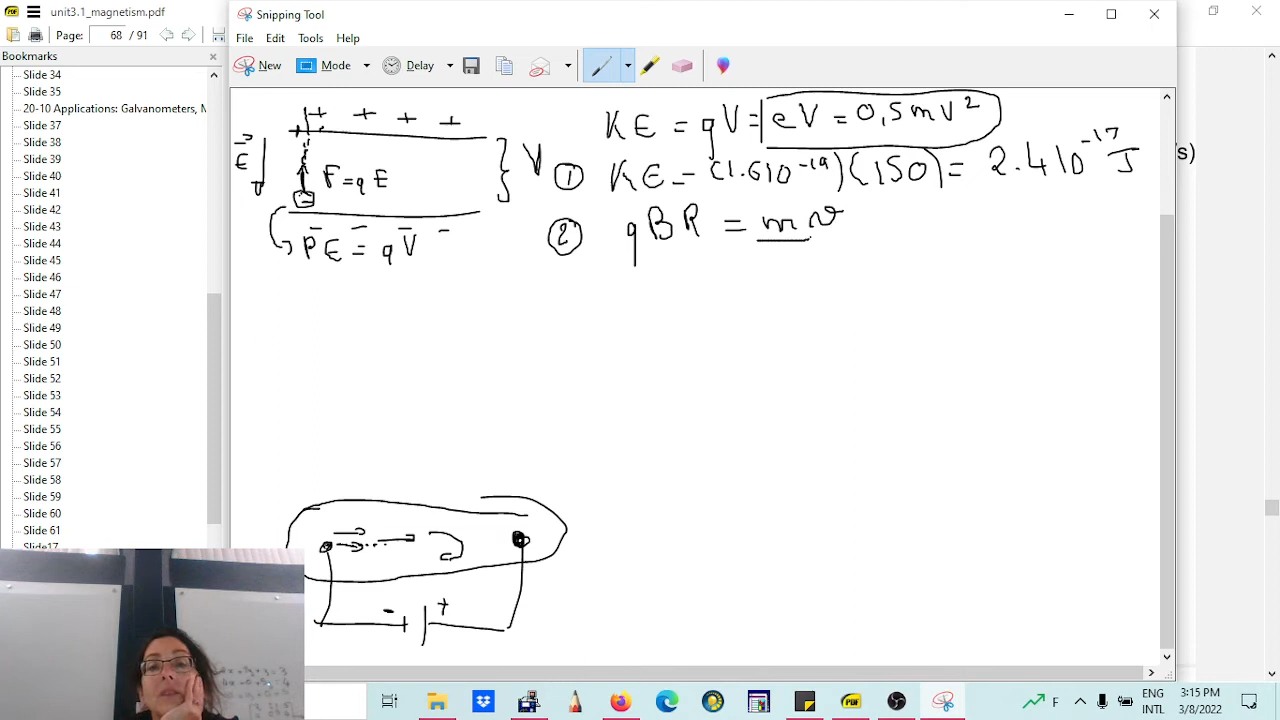 unit3.1_magnetism.pdf
Snipping Tool
File Edit Tools Help
Page: 68 / 91
New Mode Delay
Bookmarks
Slide 34
Slide 35
20-10 Applications: Galvanometers, M
Slide 37
Slide 38
Slide 39
Slide 40
Slide 41
Slide 42
Slide 43
Slide 44
Slide 45
Slide 46
Slide 47
Slide 48
Slide 49
Slide 50
Slide 51
Slide 52
Slide 53
Slide 54
Slide 55
Slide 56
Slide 57
Slide 58
Slide 59
Slide 60
Slide 61
+ + + +
E
F = qE
} V
- - -
PE = qV
KE = qV = eV = 0,5mv²
① KE = (1.6 10⁻¹⁹)(150) = 2.4 10⁻¹⁷ J
s)
② qBR = mv
- +
F
ENG
INTL
3:15 PM
3/8/2022